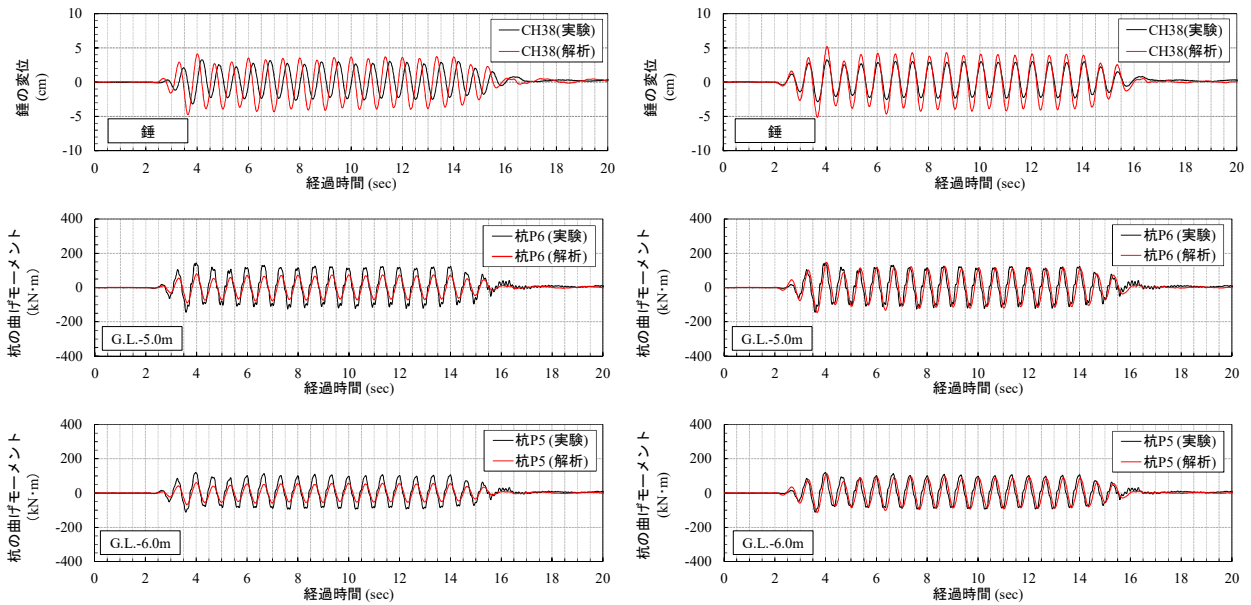 10
5
0
-5
-10
錘の変位
(cm)
CH38(実験)
CH38(解析)
錘
0 2 4 6 8 10 12 14 16 18 20
経過時間 (sec)
10
5
0
-5
-10
錘の変位
(cm)
CH38(実験)
CH38(解析)
錘
0 2 4 6 8 10 12 14 16 18 20
経過時間 (sec)
400
200
0
-200
-400
杭の曲げモーメント
(kN･m)
杭P6 (実験)
杭P6 (解析)
G.L.-5.0m
0 2 4 6 8 10 12 14 16 18 20
経過時間 (sec)
400
200
0
-200
-400
杭の曲げモーメント
(kN･m)
杭P6 (実験)
杭P6 (解析)
G.L.-5.0m
0 2 4 6 8 10 12 14 16 18 20
経過時間 (sec)
400
200
0
-200
-400
杭の曲げモーメント
(kN･m)
杭P5 (実験)
杭P5 (解析)
G.L.-6.0m
0 2 4 6 8 10 12 14 16 18 20
経過時間 (sec)
400
200
0
-200
-400
杭の曲げモーメント
(kN･m)
杭P5 (実験)
杭P5 (解析)
G.L.-6.0m
0 2 4 6 8 10 12 14 16 18 20
経過時間 (sec)